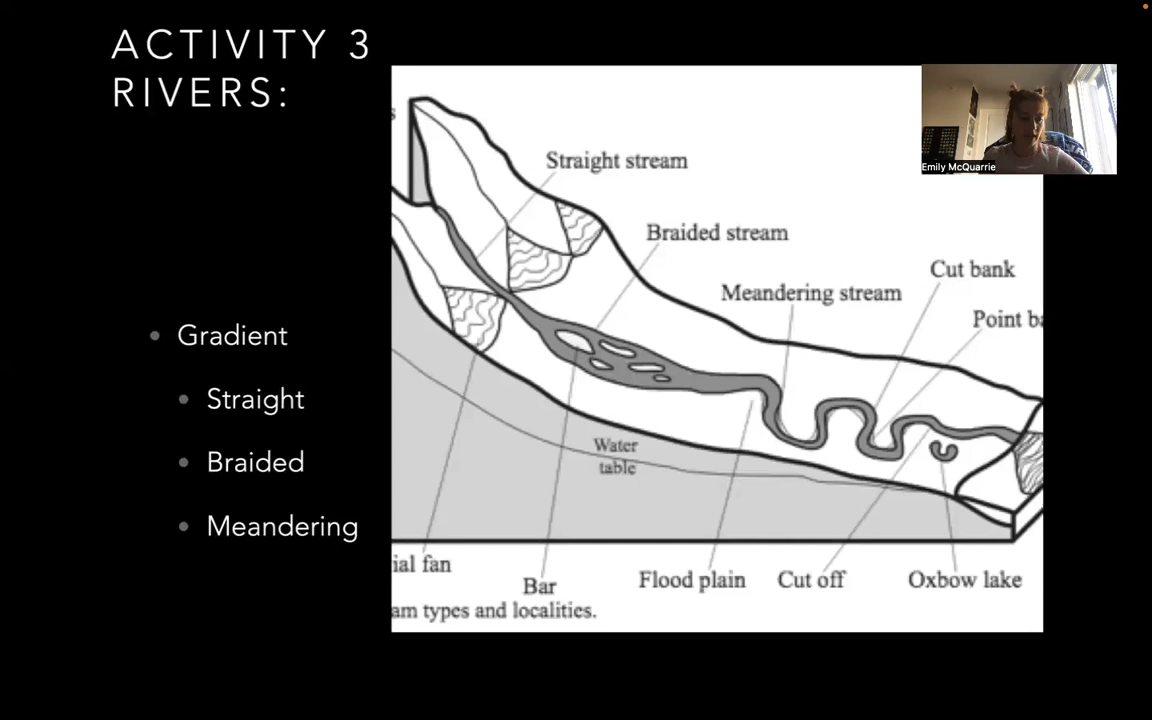 ACTIVITY 3
RIVERS:
Gradient
Straight
Braided
Meandering
s
Straight stream
Braided stream
Meandering stream
Cut bank
Point ba
Water
table
ial fan
Bar
Flood plain
Cut off
Oxbow lake
am types and localities.
Emily McQuarrie